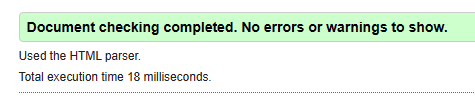 Document checking completed. No errors or warnings to show.
Used the HTML parser.
Total execution time 18 milliseconds.